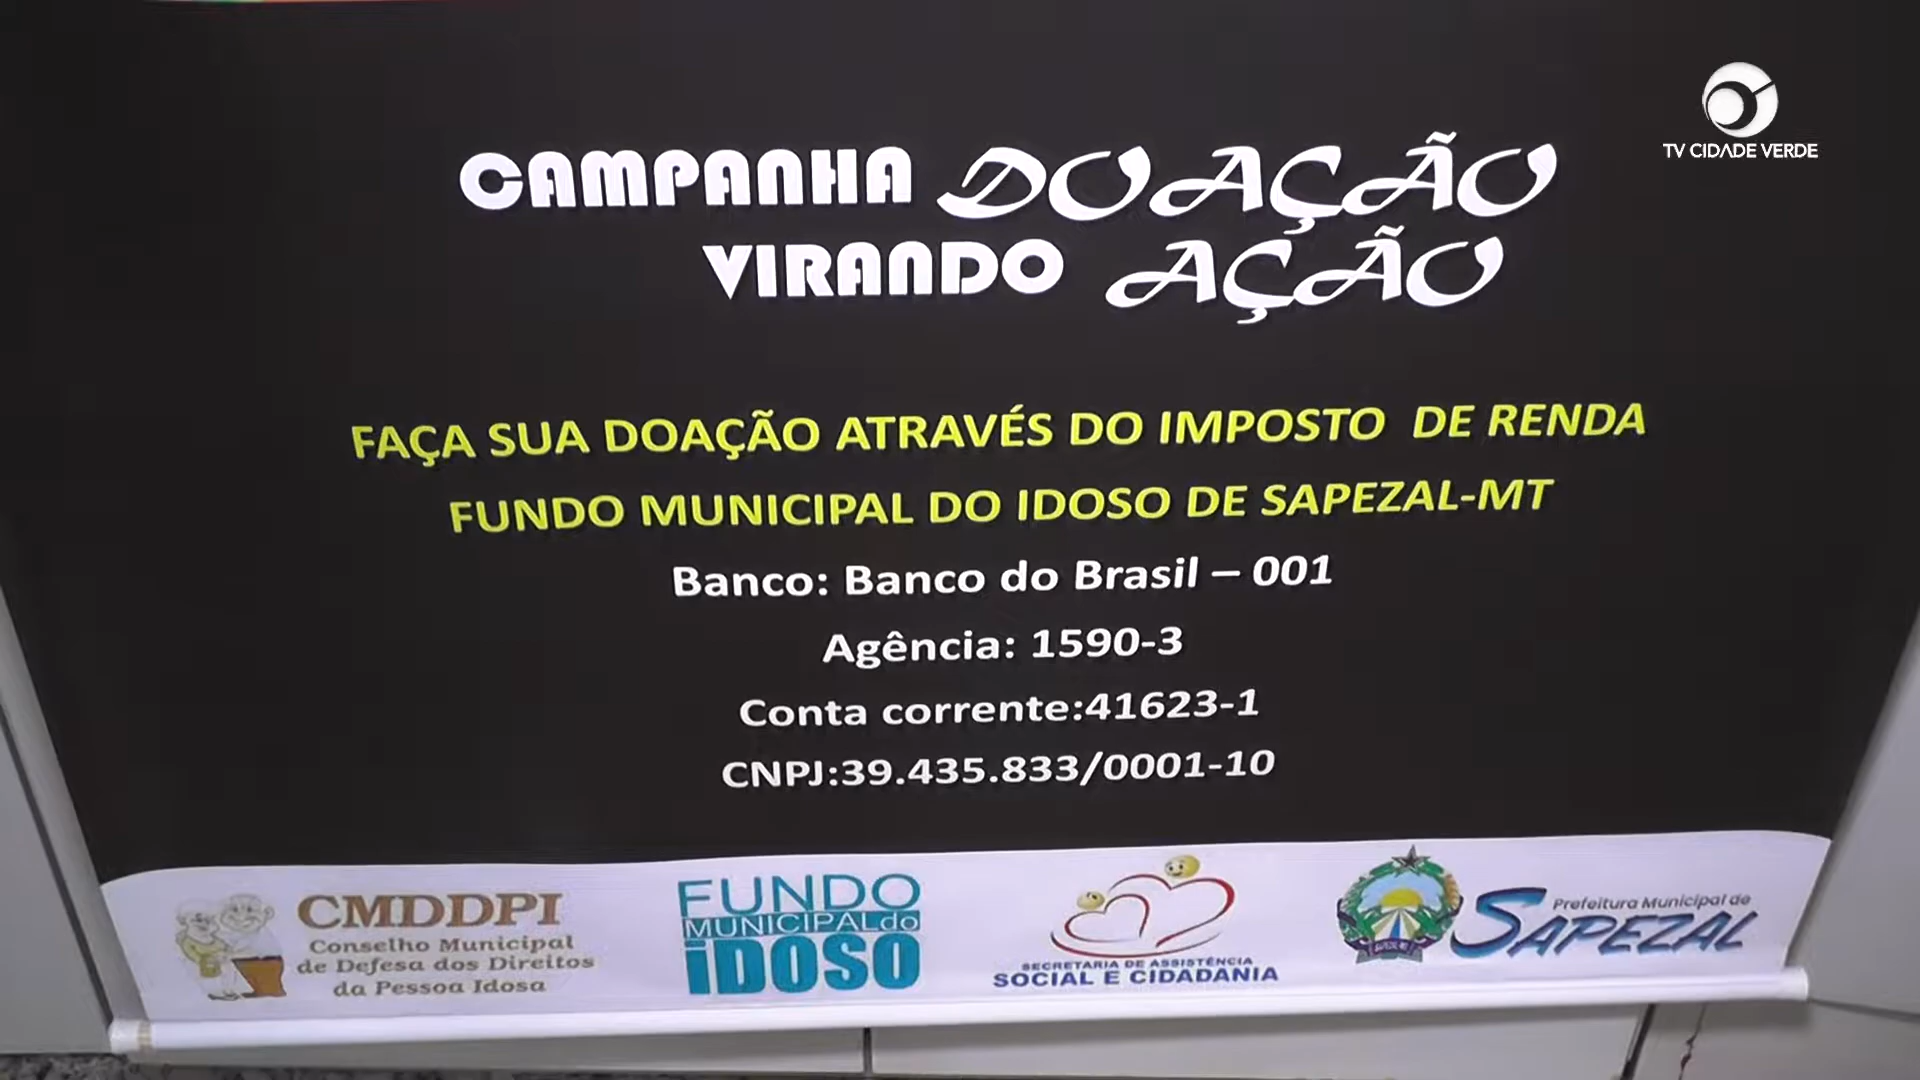 TV CIDADE VERDE
CAMPANHA DOAÇÃO
VIRANDO AÇÃO
FAÇA SUA DOAÇÃO ATRAVÉS DO IMPOSTO DE RENDA
FUNDO MUNICIPAL DO IDOSO DE SAPEZAL-MT
Banco: Banco do Brasil – 001
Agência: 1590-3
Conta corrente:41623-1
CNPJ:39.435.833/0001-10
CMDDPI
Conselho Municipal
de Defesa dos Direitos
da Pessoa Idosa
FUNDO
MUNICIPAL do
iDOSO
SECRETARIA DE ASSISTÊNCIA
SOCIAL E CIDADANIA
Prefeitura Municipal de
SAPEZAL